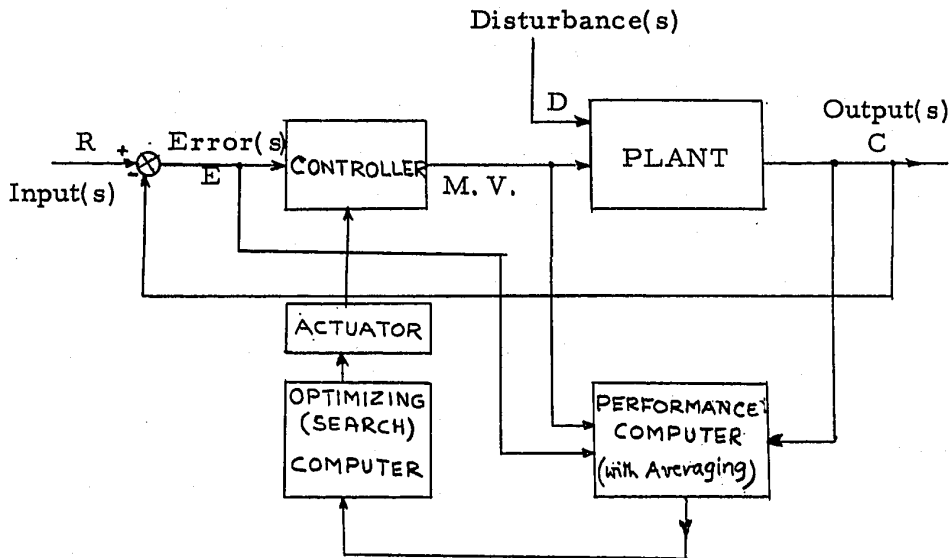 Disturbance(s)
D
Output(s)
C
R
Error(s)
E
+
-
Input(s)
CONTROLLER
M. V.
PLANT
ACTUATOR
OPTIMIZING
(SEARCH)
COMPUTER
PERFORMANCE
COMPUTER
(with Averaging)